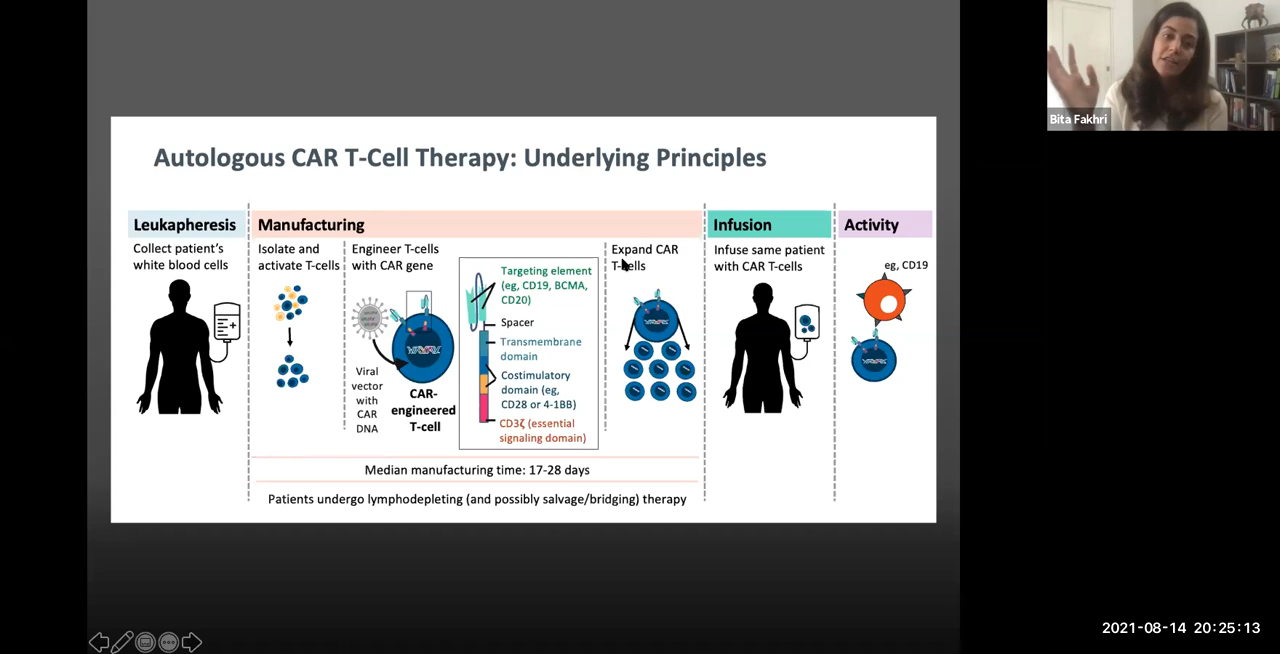 Bita Fakhri
Autologous CAR T-Cell Therapy: Underlying Principles
Leukapheresis
Collect patient's
white blood cells
Manufacturing
Isolate and
activate T-cells
Engineer T-cells
with CAR gene
Viral
vector
with
CAR
DNA
CAR-
engineered
T-cell
Targeting element
(eg, CD19, BCMA,
CD20)
Spacer
Transmembrane
domain
Costimulatory
domain (eg,
CD28 or 4-1BB)
CD3ζ (essential
signaling domain)
Expand CAR
T-cells
Median manufacturing time: 17-28 days
Patients undergo lymphodepleting (and possibly salvage/bridging) therapy
Infusion
Infuse same patient
with CAR T-cells
Activity
eg, CD19
2021-08-14 20:25:13